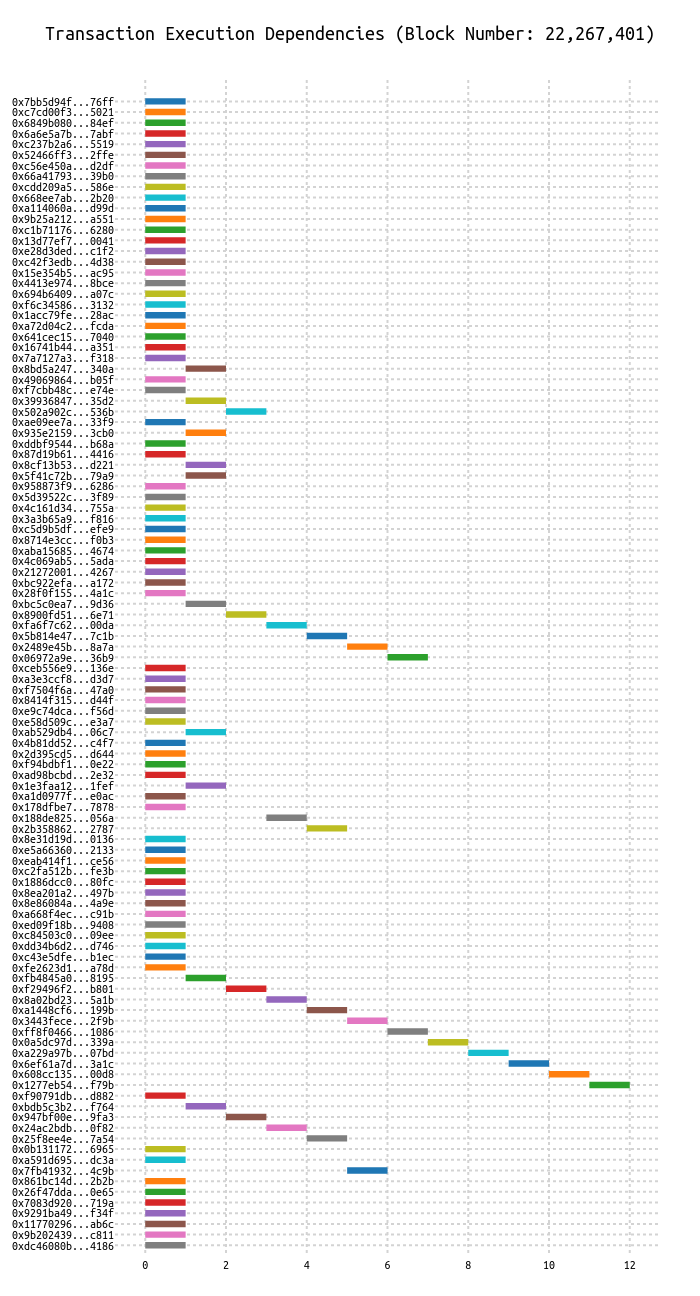 Transaction Execution Dependencies (Block Number: 22,267,401)
0x7bb5d94f...76ff
0xc7cd00f3...5021
0x6849b080...84ef
0x6a6e5a7b...7abf
0xc237b2a6...5519
0x52466ff3...2ffe
0xc56e450a...d2df
0x66a41793...39b0
0xcdd209a5...586e
0x668ee7ab...2b20
0xa114060a...d99d
0x9b25a212...a551
0xc1b71176...6280
0x13d77ef7...0041
0xe28d3ded...c1f2
0xc42f3edb...4d38
0x15e354b5...ac95
0x4413e974...8bce
0x694b6409...a07c
0xf6c34586...3132
0x1acc79fe...28ac
0xa72d04c2...fcda
0x641cec15...7040
0x16741b44...a351
0x7a7127a3...f318
0x8bd5a247...340a
0x49069864...b05f
0xf7cbb48c...e74e
0x39936847...35d2
0x502a902c...536b
0xae09ee7a...33f9
0x935e2159...3cb0
0xddbf9544...b68a
0x87d19b61...4416
0x8cf13b53...d221
0x5f41c72b...79a9
0x958873f9...6286
0x5d39522c...3f89
0x4c161d34...755a
0x3a3b65a9...f816
0xc5d9b5df...efe9
0x8714e3cc...f0b3
0xaba15685...4674
0x4c069ab5...5ada
0x21272001...4267
0xbc922efa...a172
0x28f0f155...4a1c
0xbc5c0ea7...9d36
0x8900fd51...6e71
0xfa6f7c62...00da
0x5b814e47...7c1b
0x2489e45b...8a7a
0x06972a9e...36b9
0xceb556e9...136e
0xa3e3ccf8...d3d7
0xf7504f6a...47a0
0x8414f315...d44f
0xe9c74dca...f56d
0xe58d509c...e3a7
0xab529db4...06c7
0x4b81dd52...c4f7
0x2d395cd5...d644
0xf94bdbf1...0e22
0xad98bcbd...2e32
0x1e3faa12...1fef
0xa1d0977f...e0ac
0x178dfbe7...7878
0x188de825...056a
0x2b358862...2787
0x8e31d19d...0136
0xe5a66360...2133
0xeab414f1...ce56
0xc2fa512b...fe3b
0x1886dcc0...80fc
0x8ea201a2...497b
0x8e86084a...4a9e
0xa668f4ec...c91b
0xed09f18b...9408
0xc84503c0...09ee
0xdd34b6d2...d746
0xc43e5dfe...b1ec
0xfe2623d1...a78d
0xfb4845a0...8195
0xf29496f2...b801
0x8a02bd23...5a1b
0xa1448cf6...199b
0x3443fece...2f9b
0xff8f0466...1086
0x0a5dc97d...339a
0xa229a97b...07bd
0x6ef61a7d...3a1c
0x608cc135...00d8
0x1277eb54...f79b
0xf90791db...d882
0xbdb5c3b2...f764
0x947bf00e...9fa3
0x24ac2bdb...0f82
0x25f8ee4e...7a54
0x0b131172...6965
0xa591d695...dc3a
0x7fb41932...4c9b
0x861bc14d...2b2b
0x26f47dda...0e65
0x7083d920...719a
0x9291ba49...f34f
0x11770296...ab6c
0x9b202439...c811
0xdc46080b...4186
0 2 4 6 8 10 12